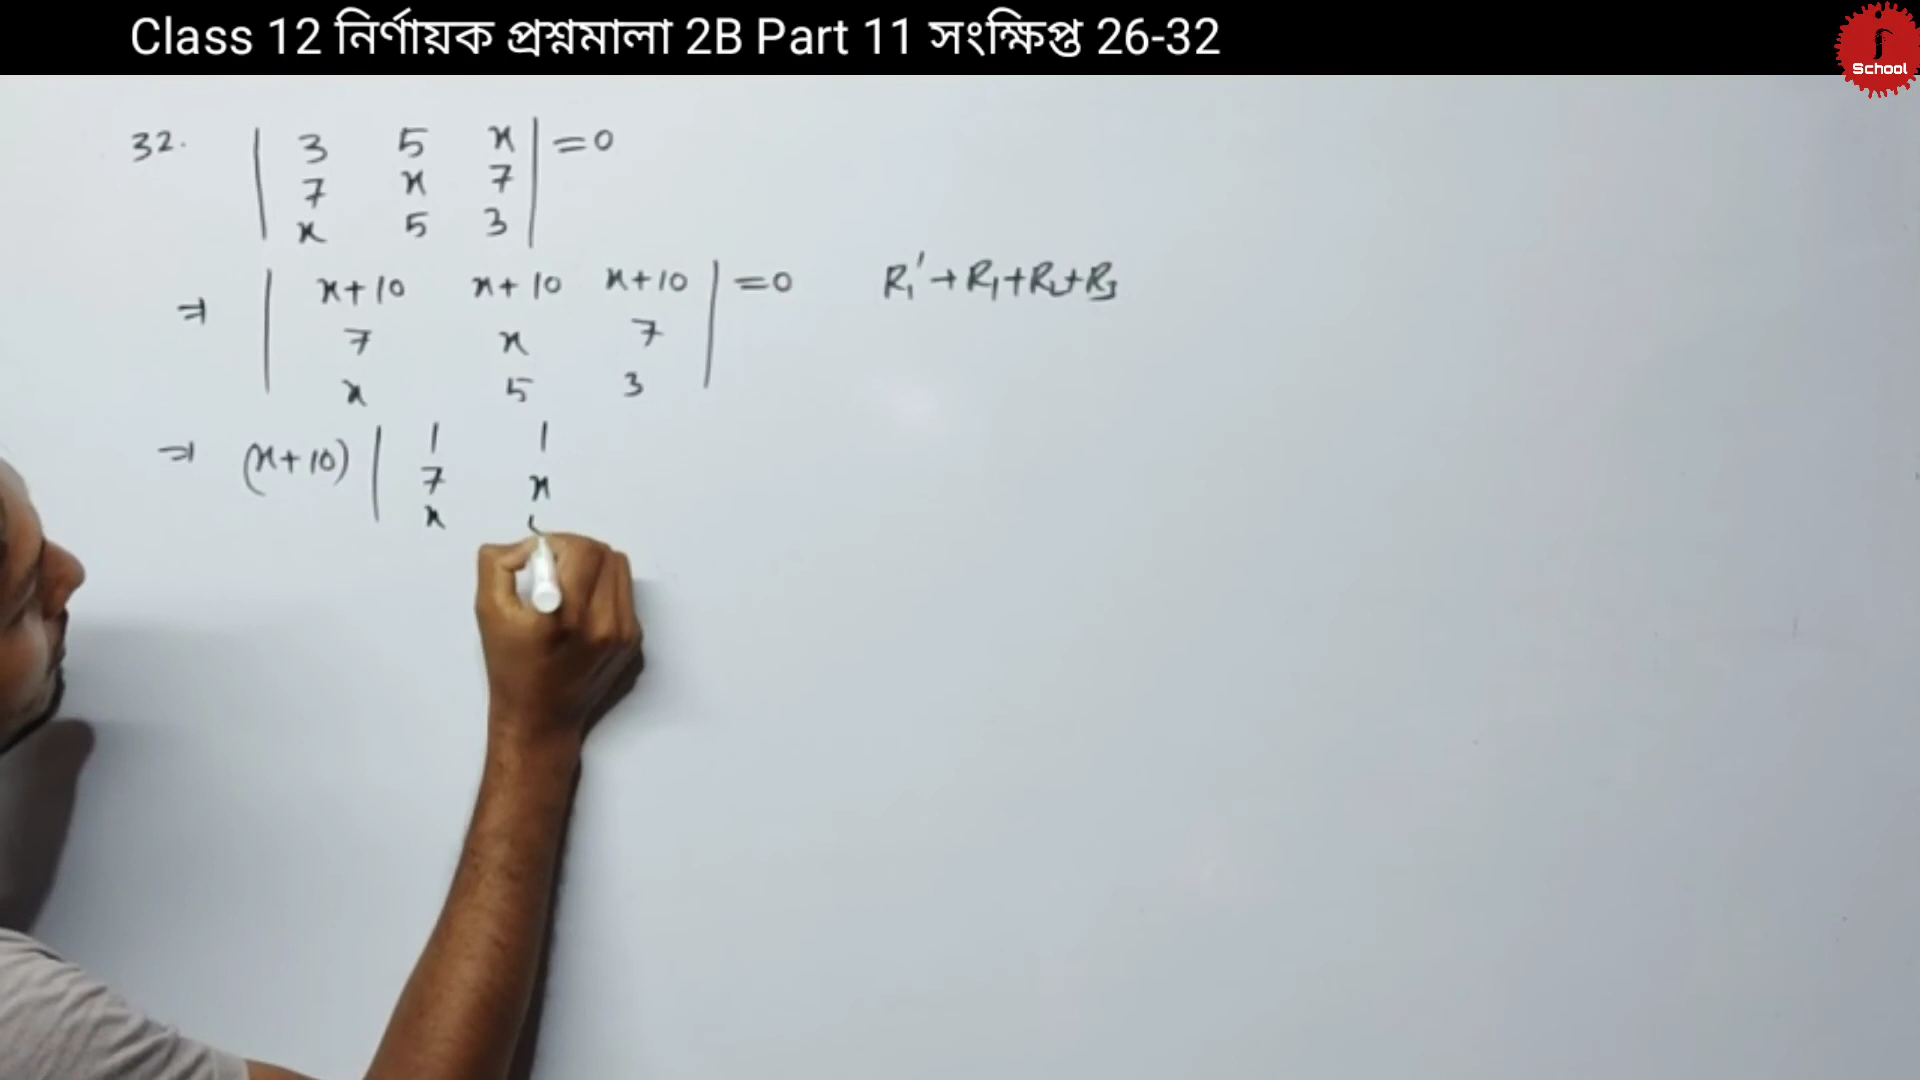 Class 12 নির্ণায়ক প্রশ্নমালা 2B Part 11 সংক্ষিপ্ত 26-32
School
32. | 3 5 x | = 0
7 x 7
x 5 3
⇒ | x+10 x+10 x+10 | = 0 R₁' → R₁+R₂+R₃
7 x 7
x 5 3
⇒ (x+10) | 1 1
7 x
x